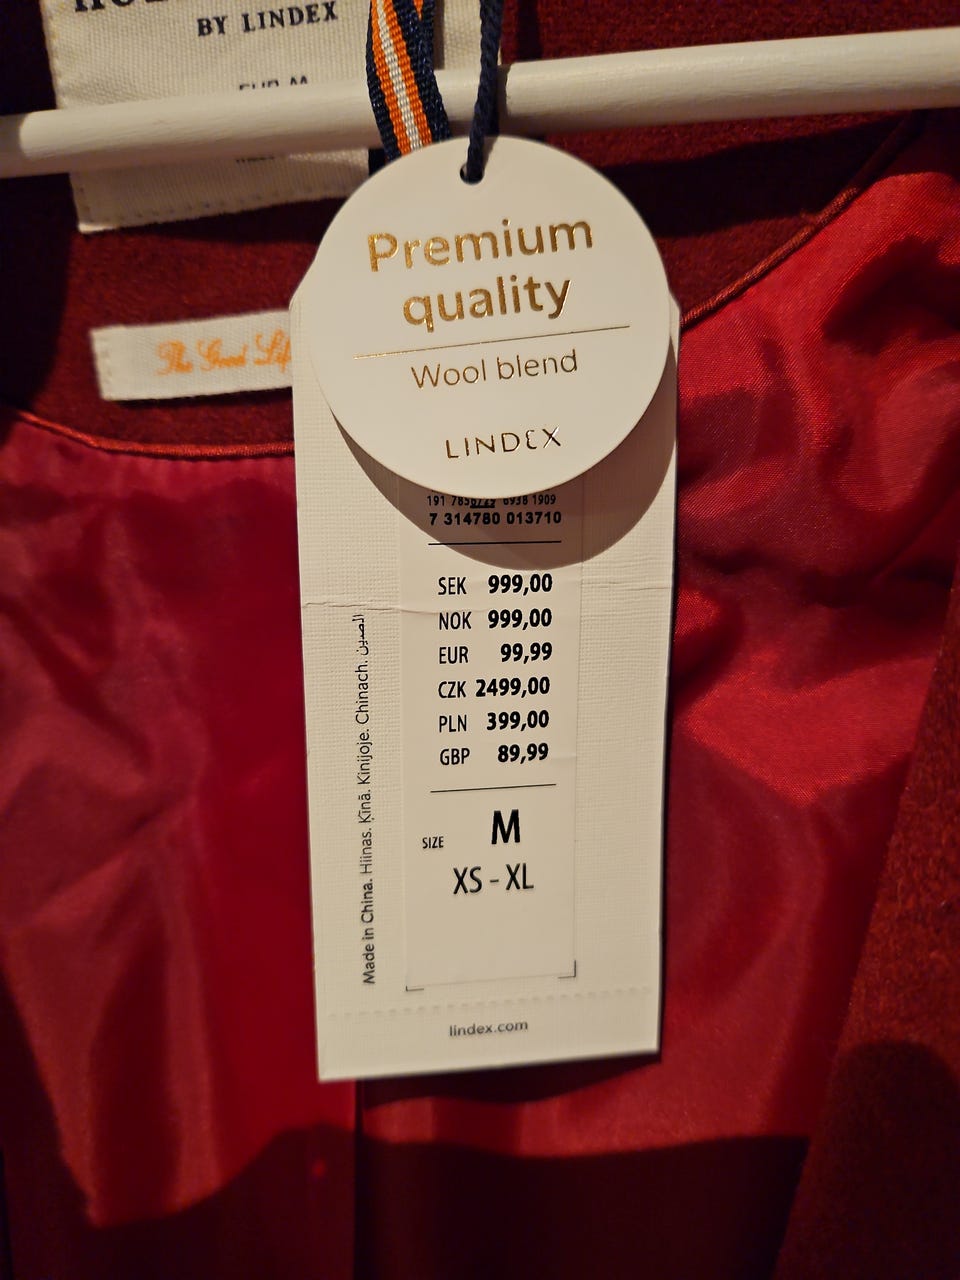 BY LINDEX
The Good
Premium
quality
Wool blend
LINDEX
7 314780 013710
SEK 999,00
NOK 999,00
EUR 99,99
CZK 2499,00
PLN 399,00
GBP 89,99
SIZE M
XS - XL
Made in China. Hiinas. Ķīnā. Kinijoje. Chinach. الصين
lindex.com